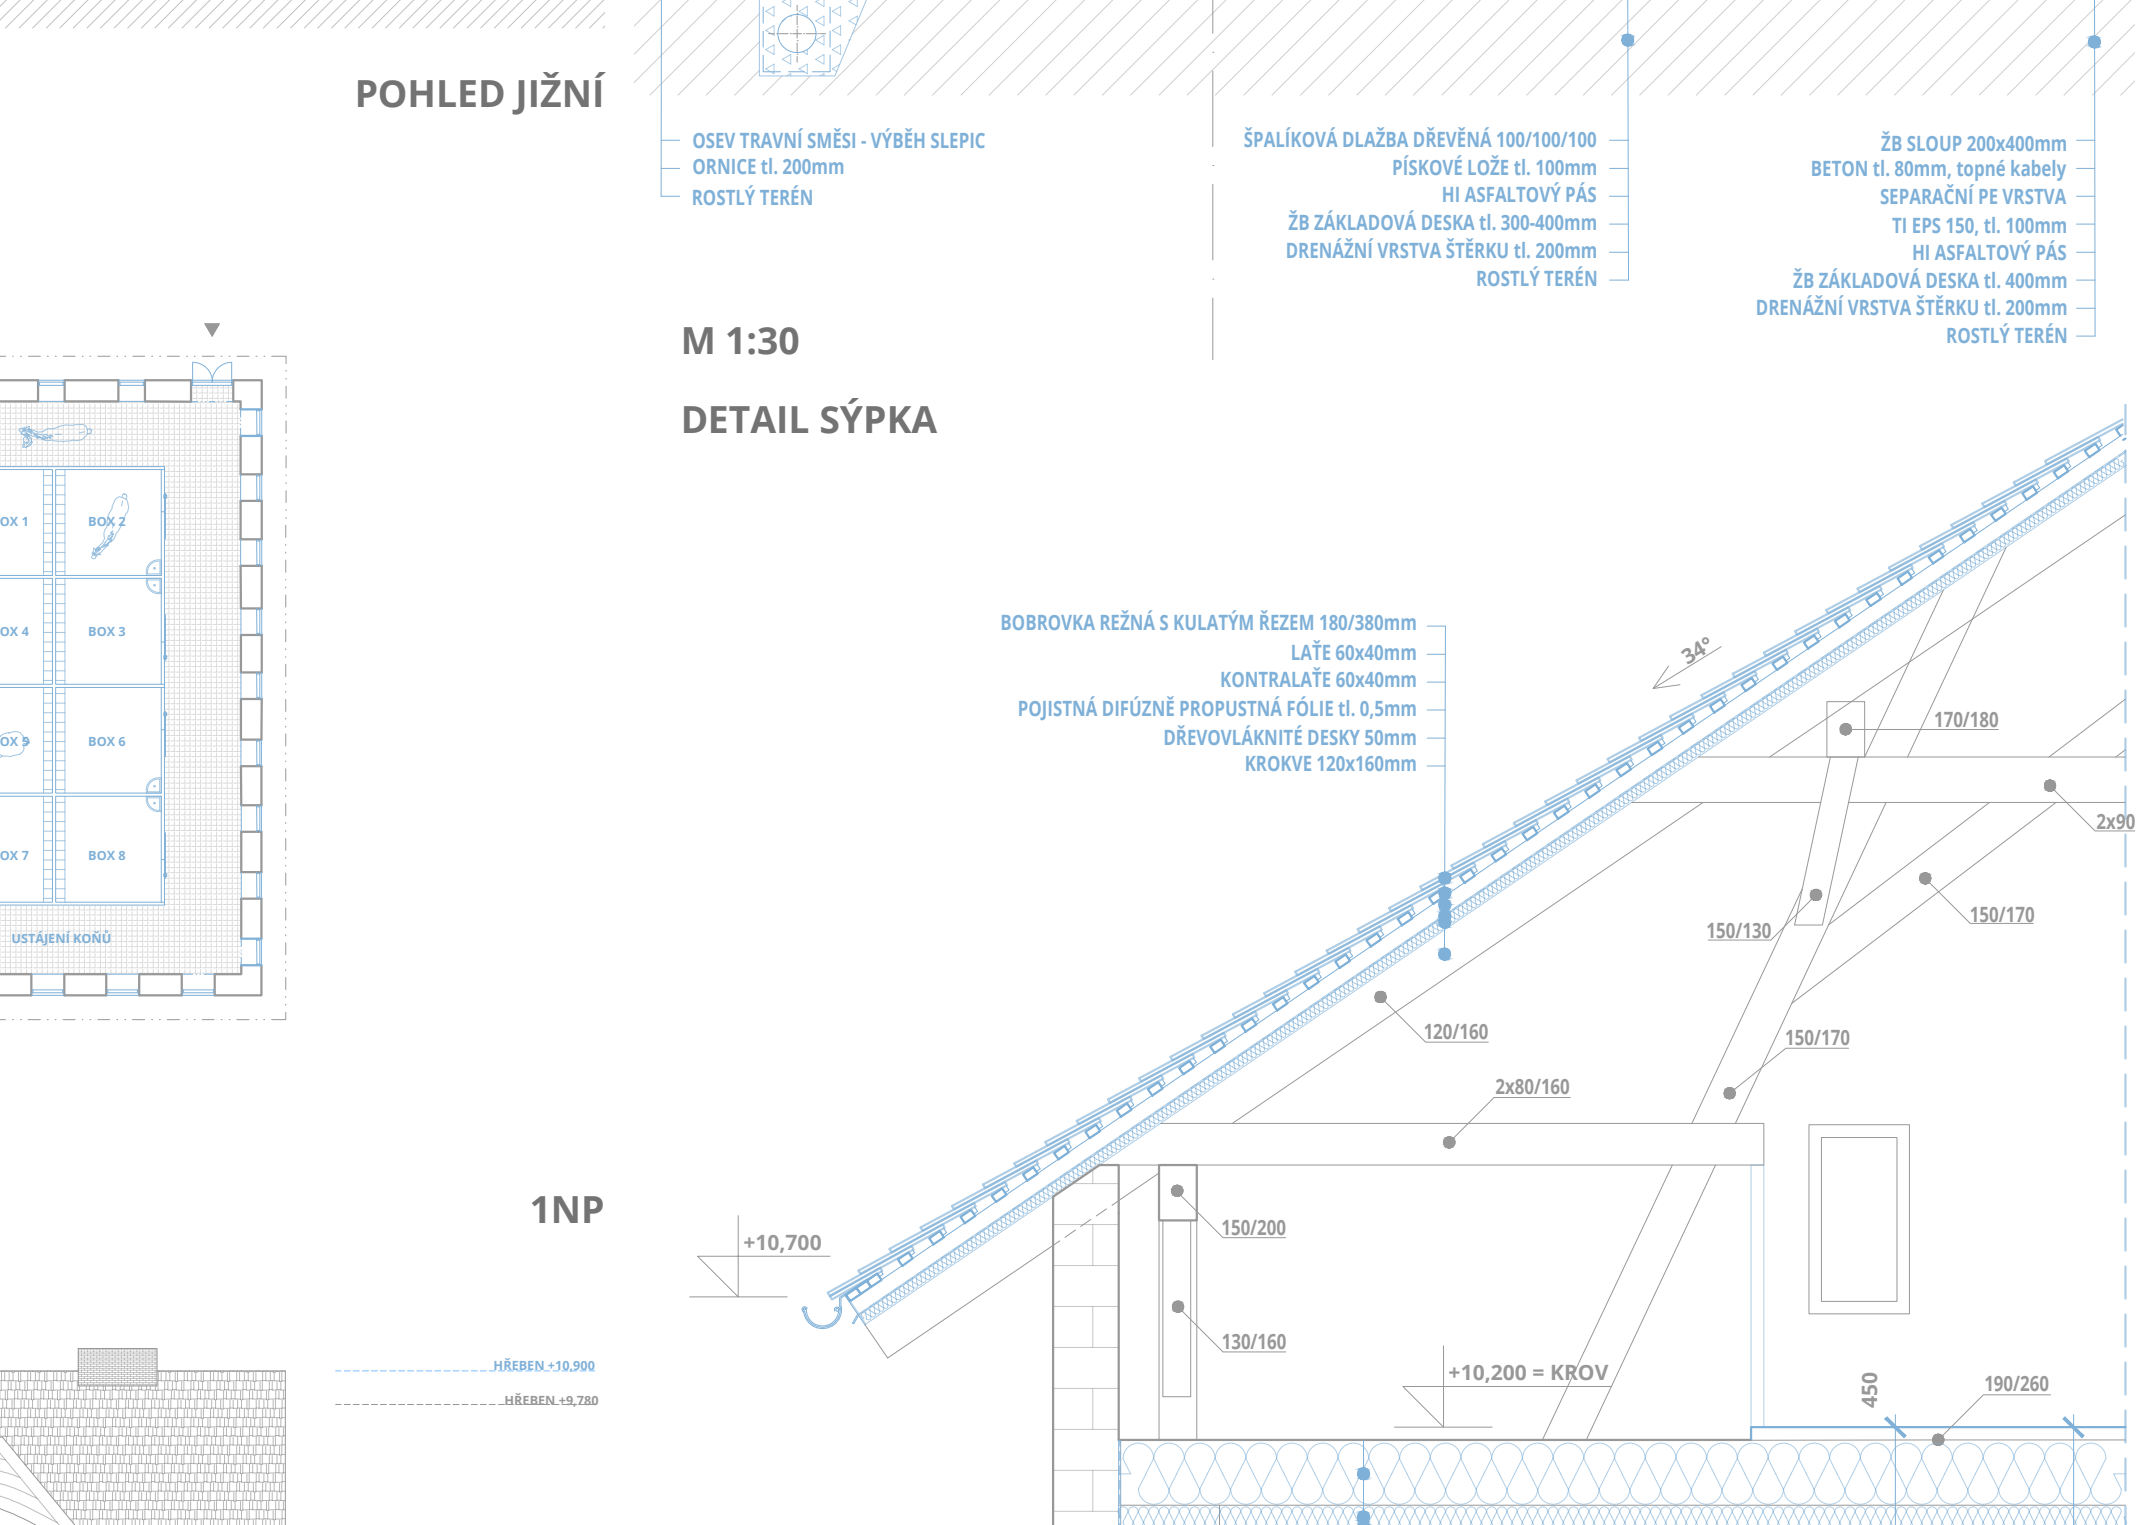 POHLED JIŽNÍ
OSEV TRAVNÍ SMĚSI - VÝBĚH SLEPIC
ORNICE tl. 200mm
ROSTLÝ TERÉN
ŠPALÍKOVÁ DLAŽBA DŘEVĚNÁ 100/100/100
PÍSKOVÉ LOŽE tl. 100mm
HI ASFALTOVÝ PÁS
ŽB ZÁKLADOVÁ DESKA tl. 300-400mm
DRENÁŽNÍ VRSTVA ŠTĚRKU tl. 200mm
ROSTLÝ TERÉN
ŽB SLOUP 200x400mm
BETON tl. 80mm, topné kabely
SEPARAČNÍ PE VRSTVA
TI EPS 150, tl. 100mm
HI ASFALTOVÝ PÁS
ŽB ZÁKLADOVÁ DESKA tl. 400mm
DRENÁŽNÍ VRSTVA ŠTĚRKU tl. 200mm
ROSTLÝ TERÉN
M 1:30
DETAIL SÝPKA
OX 1
BOX 2
OX 4
BOX 3
OX 5
BOX 6
OX 7
BOX 8
USTÁJENÍ KOŇŮ
BOBROVKA REŽNÁ S KULATÝM ŘEZEM 180/380mm
LAŤE 60x40mm
KONTRALAŤE 60x40mm
POJISTNÁ DIFÚZNĚ PROPUSTNÁ FÓLIE tl. 0,5mm
DŘEVOVLÁKNITÉ DESKY 50mm
KROKVE 120x160mm
34°
170/180
2x90
150/130
150/170
120/160
150/170
2x80/160
150/200
130/160
1NP
+10,700
+10,200 = KROV
450
190/260
HŘEBEN +10,900
HŘEBEN +9,780